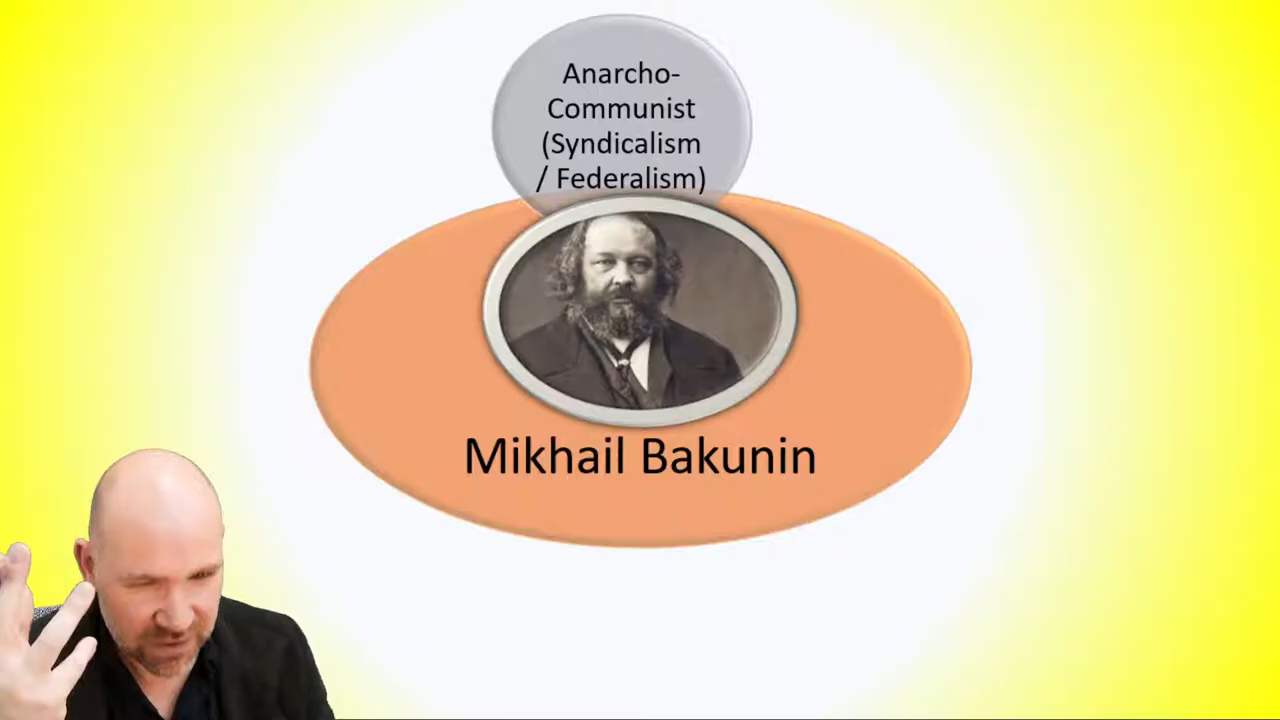 Anarcho-
Communist
(Syndicalism
/ Federalism)
Mikhail Bakunin